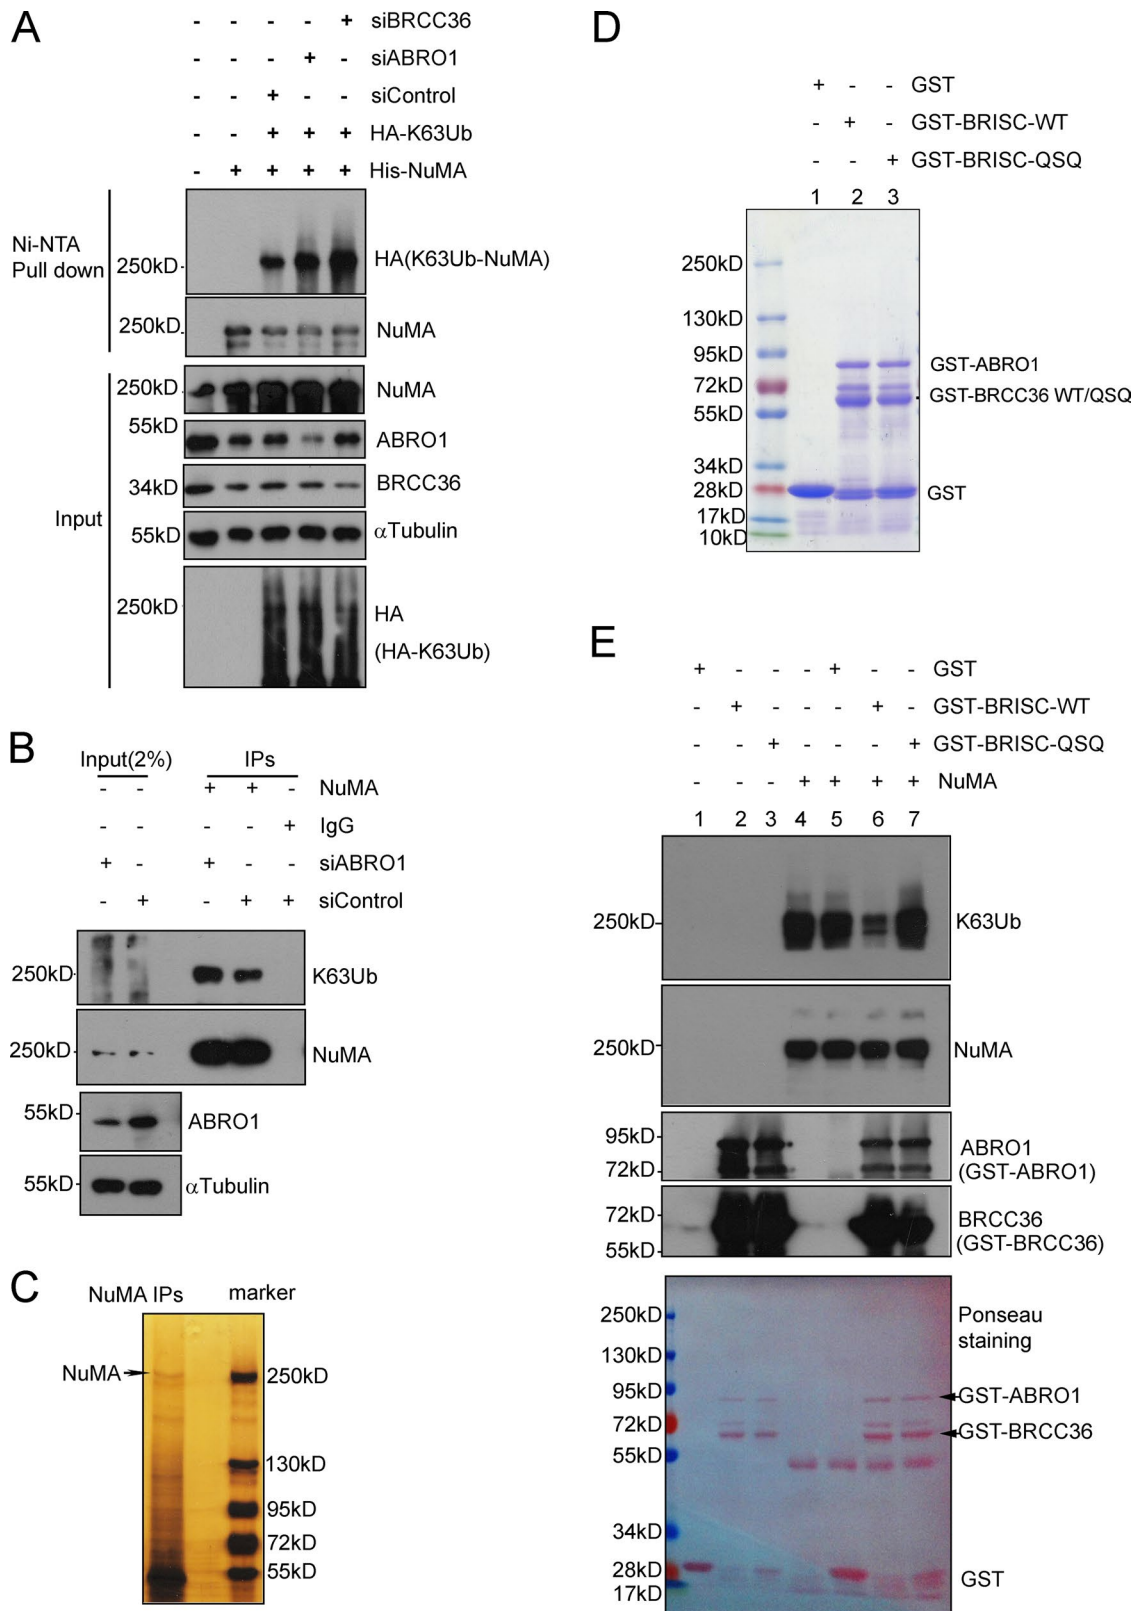 A
- - - - + siBRCC36
- - - + - siABRO1
- - + - - siControl
- - + + + HA-K63Ub
- + + + + His-NuMA
Ni-NTA
Pull down
250kD
HA(K63Ub-NuMA)
250kD
NuMA
Input
250kD
NuMA
55kD
ABRO1
34kD
BRCC36
55kD
αTubulin
250kD
HA
(HA-K63Ub)
B
Input(2%) IPs
- - + + - NuMA
- - - - + IgG
+ - + - - siABRO1
- + - + + siControl
250kD
K63Ub
250kD
NuMA
55kD
ABRO1
55kD
αTubulin
C
NuMA IPs marker
NuMA
250kD
130kD
95kD
72kD
55kD
D
+ - - GST
- + - GST-BRISC-WT
- - + GST-BRISC-QSQ
1 2 3
250kD
130kD
95kD
72kD
55kD
34kD
28kD
17kD
10kD
GST-ABRO1
GST-BRCC36 WT/QSQ
GST
E
+ - - - + - - GST
- + - - - + - GST-BRISC-WT
- - + - - - + GST-BRISC-QSQ
- - - + + + + NuMA
1 2 3 4 5 6 7
250kD
K63Ub
250kD
NuMA
95kD
72kD
ABRO1
(GST-ABRO1)
72kD
55kD
BRCC36
(GST-BRCC36)
250kD
130kD
95kD
72kD
55kD
34kD
28kD
17kD
Ponseau
staining
GST-ABRO1
GST-BRCC36
GST